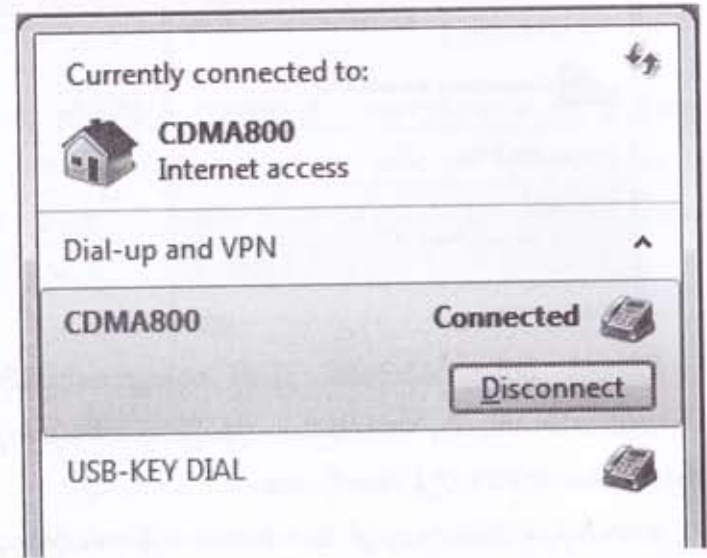 Currently connected to:
CDMA800
Internet access
Dial-up and VPN
CDMA800 Connected
Disconnect
USB-KEY DIAL